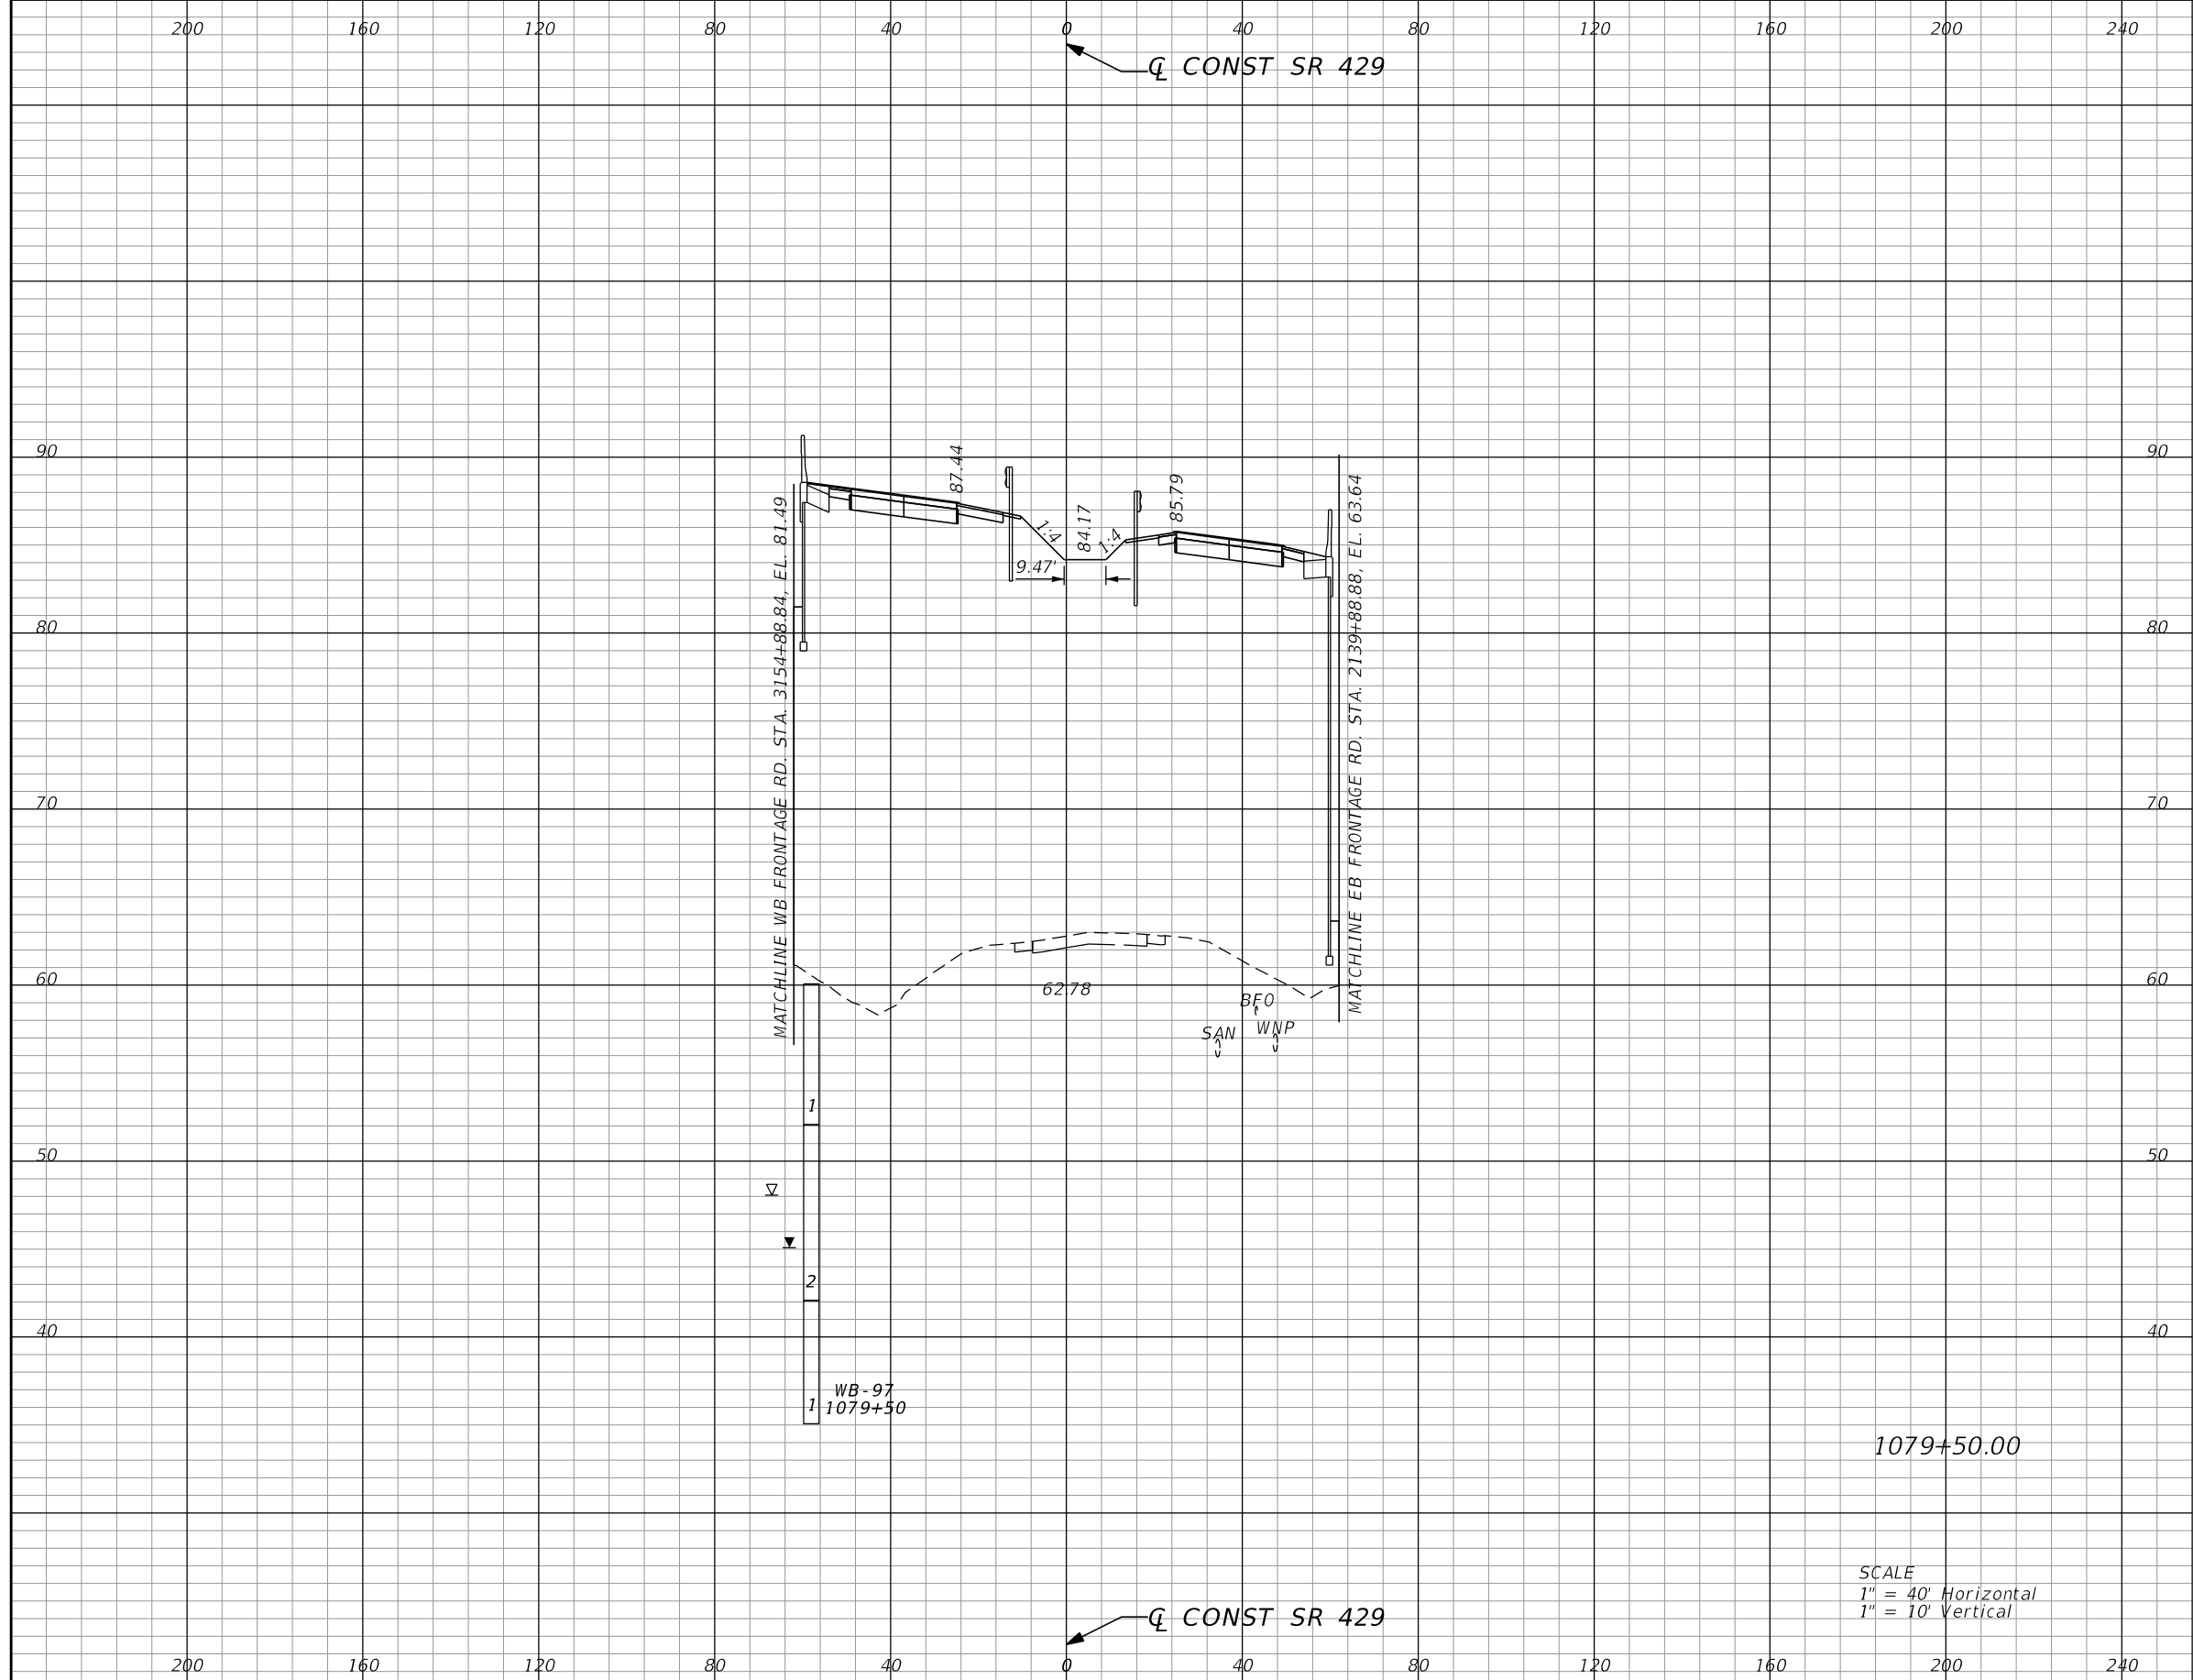 200 160 120 80 40 0 40 80 120 160 200 240
℄ CONST SR 429
90 90
87.44
85.79
84.17
1:4
1:4
9.47'
MATCHLINE WB FRONTAGE RD. STA. 3154+88.84, EL. 81.49
MATCHLINE EB FRONTAGE RD. STA. 2139+88.88, EL. 63.64
80 80
70 70
60 60
62.78
BFO
SAN
WNP
1
50 50
2
40 40
1
WB-97
1079+50
1079+50.00
SCALE
1" = 40' Horizontal
1" = 10' Vertical
℄ CONST SR 429
200 160 120 80 40 0 40 80 120 160 200 240